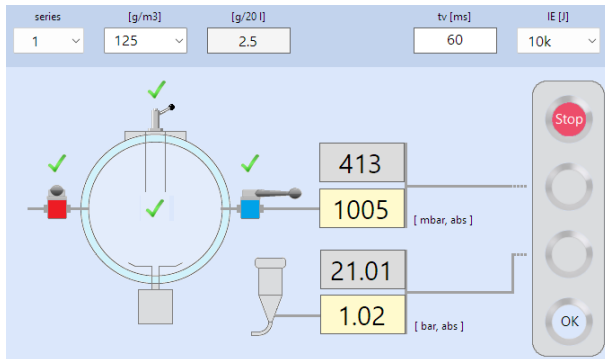 series [g/m3] [g/20 l] tv [ms] IE [J]
1 125 2.5 60 10k
Stop
413
1005 [ mbar, abs ]
21.01
1.02 [ bar, abs ]
OK